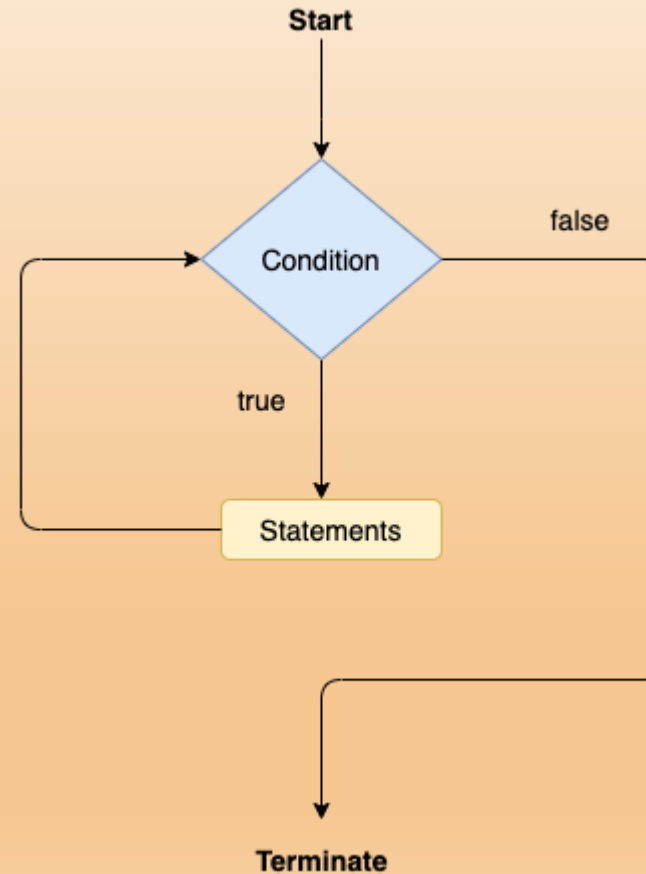 Start
Condition
false
true
Statements
Terminate